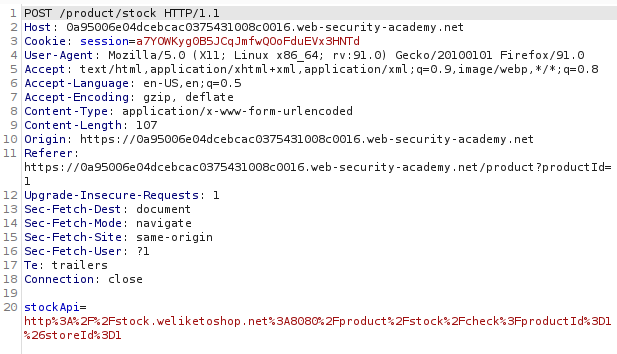 1 POST /product/stock HTTP/1.1
2 Host: 0a95006e04dcebcac0375431008c0016.web-security-academy.net
3 Cookie: session=a7YOWKyg0B5JCqJmfwQOoFduEVx3HNTd
4 User-Agent: Mozilla/5.0 (X11; Linux x86_64; rv:91.0) Gecko/20100101 Firefox/91.0
5 Accept: text/html,application/xhtml+xml,application/xml;q=0.9,image/webp,*/*;q=0.8
6 Accept-Language: en-US,en;q=0.5
7 Accept-Encoding: gzip, deflate
8 Content-Type: application/x-www-form-urlencoded
9 Content-Length: 107
10 Origin: https://0a95006e04dcebcac0375431008c0016.web-security-academy.net
11 Referer:
https://0a95006e04dcebcac0375431008c0016.web-security-academy.net/product?productId=
1
12 Upgrade-Insecure-Requests: 1
13 Sec-Fetch-Dest: document
14 Sec-Fetch-Mode: navigate
15 Sec-Fetch-Site: same-origin
16 Sec-Fetch-User: ?1
17 Te: trailers
18 Connection: close
19
20 stockApi=
http%3A%2F%2Fstock.weliketoshop.net%3A8080%2Fproduct%2Fstock%2Fcheck%3FproductId%3D1
%26storeId%3D1